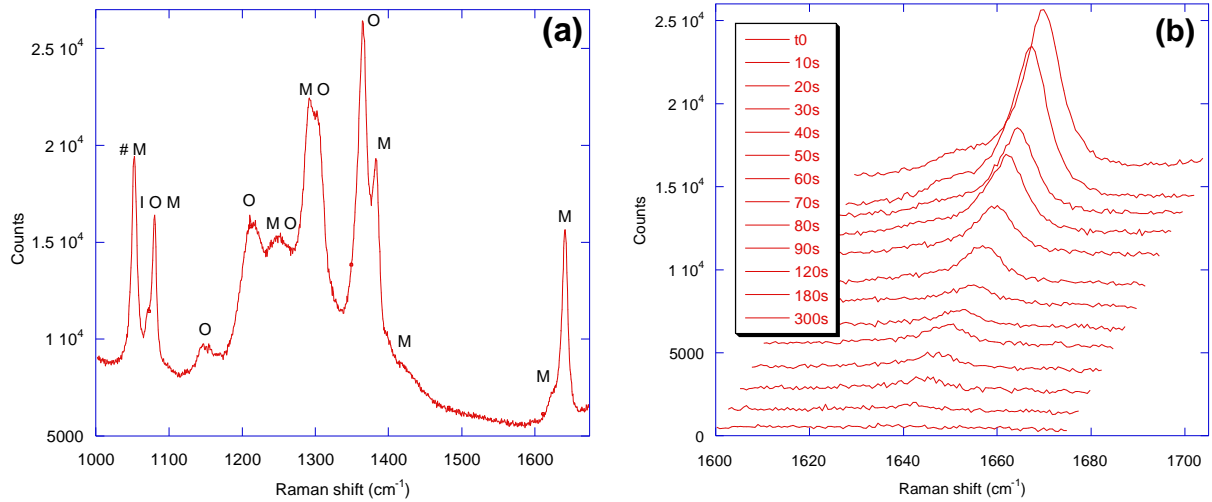 (a)
2.5 10⁴
2 10⁴
1.5 10⁴
1 10⁴
5000
Counts
# M
I O M
O
O
M O
M O
O
M
M
M
M
1000 1100 1200 1300 1400 1500 1600
Raman shift (cm⁻¹)
(b)
2.5 10⁴
2 10⁴
1.5 10⁴
1 10⁴
5000
0
Counts
t0
10s
20s
30s
40s
50s
60s
70s
80s
90s
120s
180s
300s
1600 1620 1640 1660 1680 1700
Raman shift (cm⁻¹)